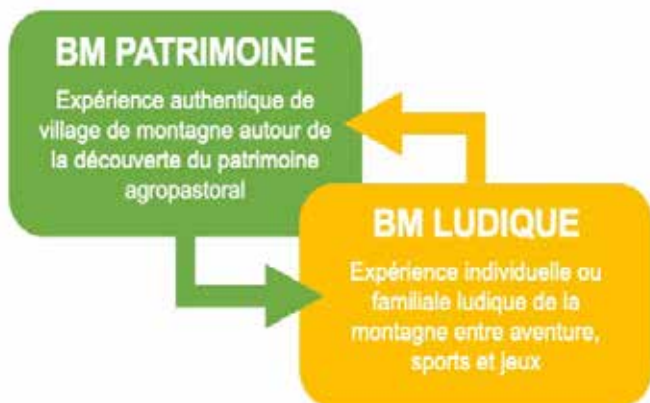 BM PATRIMOINE
Expérience authentique de
village de montagne autour de
la découverte du patrimoine
agropastoral
BM LUDIQUE
Expérience individuelle ou
familiale ludique de la
montagne entre aventure,
sports et jeux